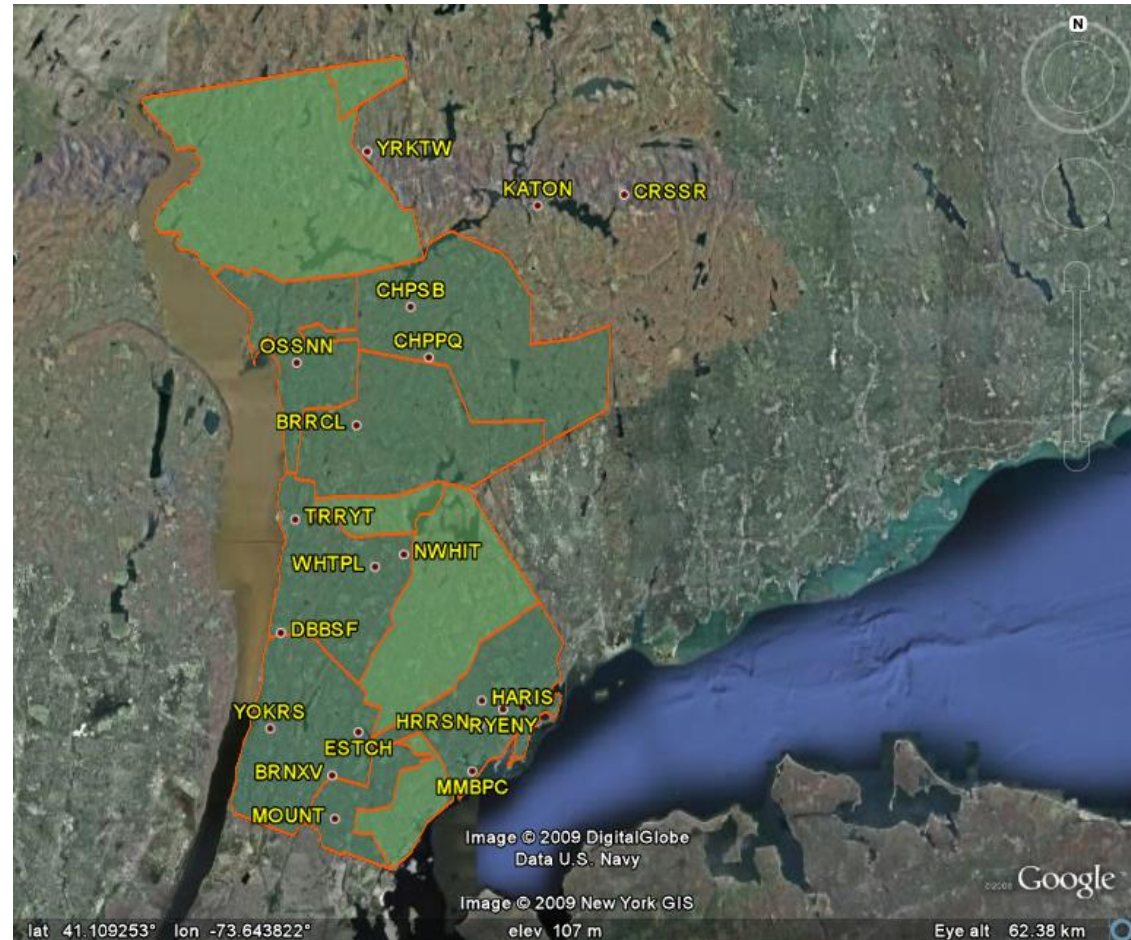 N
YRKTW
KATON
CRSSR
CHPSB
CHPPQ
OSSNN
BRRCL
TRRYT
NWHIT
WHTPL
DBBSF
HARIS
YOKRS
HRRSN
RYENY
ESTCH
BRNXV
MMBPC
MOUNT
Image © 2009 DigitalGlobe
Data U.S. Navy
Image © 2009 New York GIS
Google
lat 41.109253° lon -73.643822° elev 107 m Eye alt 62.38 km